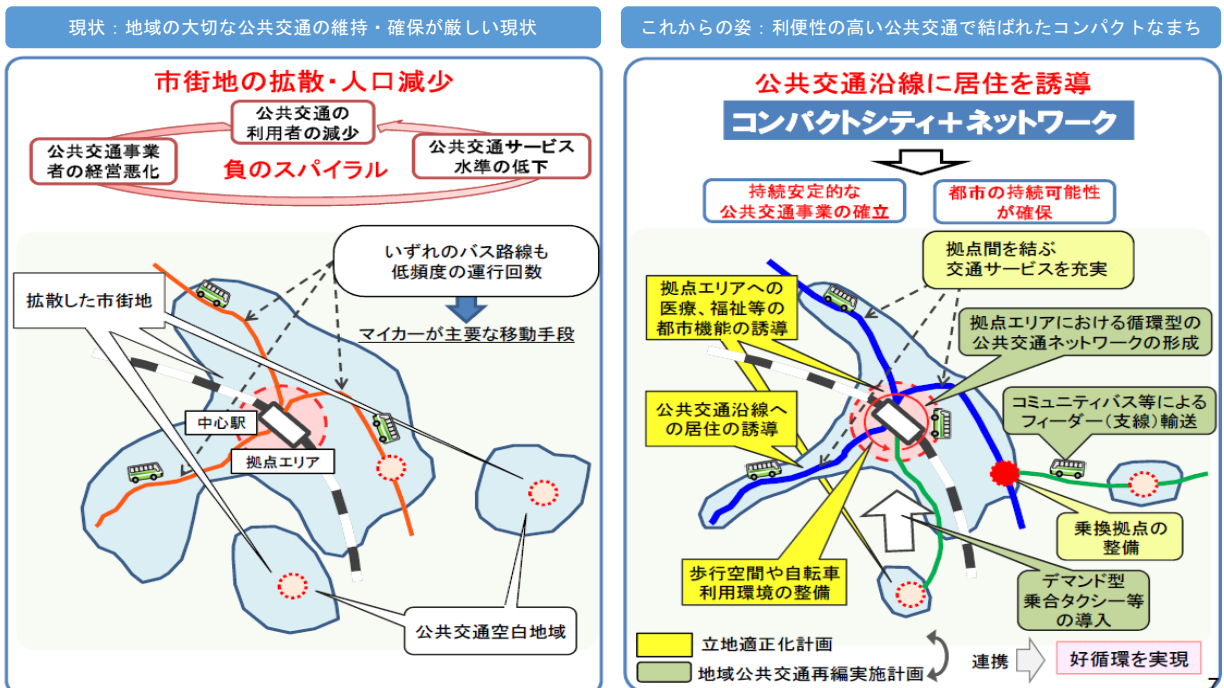 現状：地域の大切な公共交通の維持・確保が厳しい現状
市街地の拡散・人口減少
公共交通の
利用者の減少
公共交通事業
者の経営悪化
負のスパイラル
公共交通サービス
水準の低下
いずれのバス路線も
低頻度の運行回数
マイカーが主要な移動手段
拡散した市街地
中心駅
拠点エリア
公共交通空白地域
これからの姿：利便性の高い公共交通で結ばれたコンパクトなまち
公共交通沿線に居住を誘導
コンパクトシティ＋ネットワーク
持続安定的な
公共交通事業の確立
都市の持続可能性
が確保
拠点間を結ぶ
交通サービスを充実
拠点エリアへの
医療、福祉等の
都市機能の誘導
拠点エリアにおける循環型の
公共交通ネットワークの形成
公共交通沿線へ
の居住の誘導
コミュニティバス等による
フィーダー（支線）輸送
乗換拠点の
整備
歩行空間や自転車
利用環境の整備
デマンド型
乗合タクシー等
の導入
立地適正化計画
地域公共交通再編実施計画
連携
好循環を実現
7